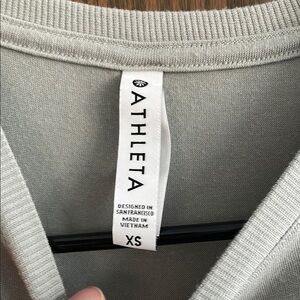 ATHLETA
DESIGNED IN
SAN FRANCISCO
MADE IN
VIETNAM
XS